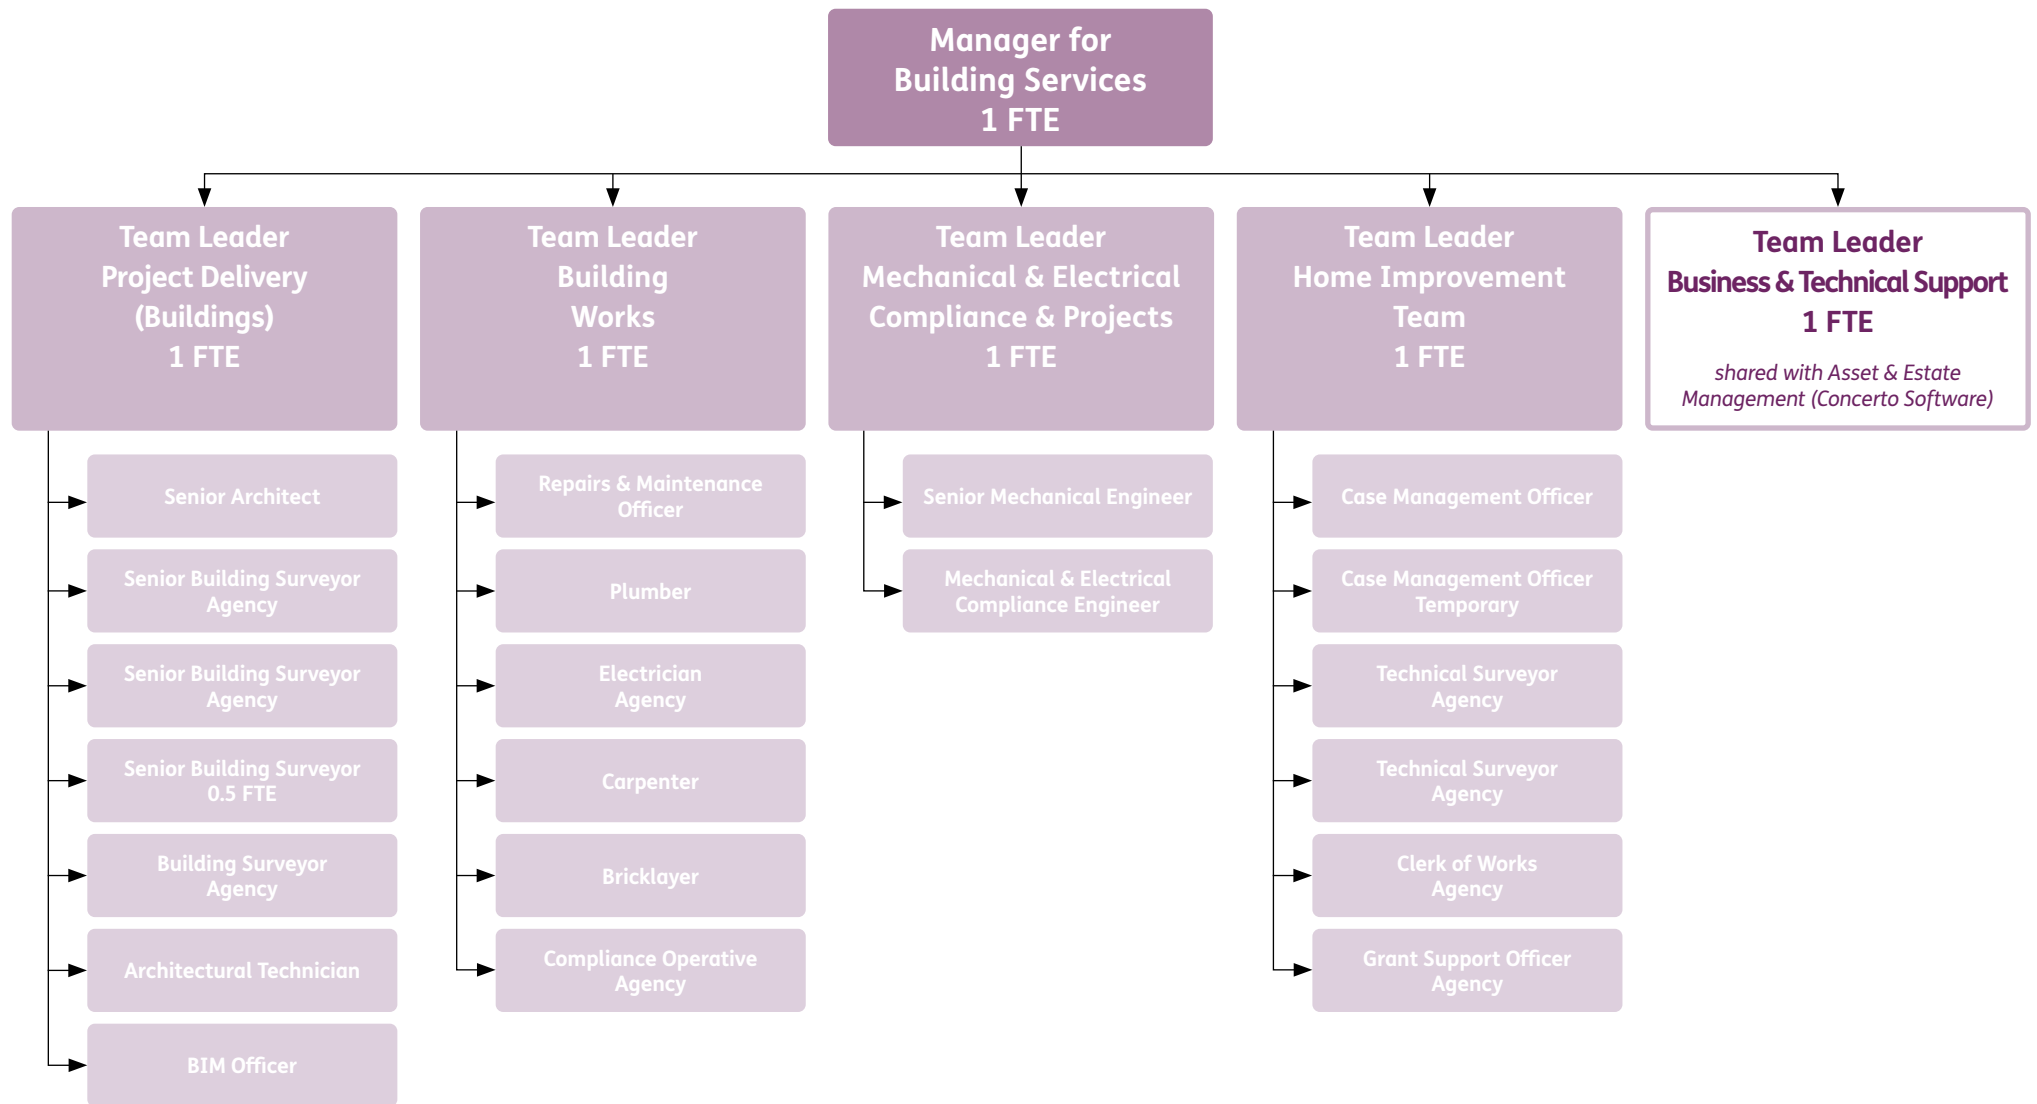 Manager for
Building Services
1 FTE
Team Leader
Project Delivery
(Buildings)
1 FTE
Senior Architect
Senior Building Surveyor
Agency
Senior Building Surveyor
Agency
Senior Building Surveyor
0.5 FTE
Building Surveyor
Agency
Architectural Technician
BIM Officer
Team Leader
Building
Works
1 FTE
Repairs & Maintenance
Officer
Plumber
Electrician
Agency
Carpenter
Bricklayer
Compliance Operative
Agency
Team Leader
Mechanical & Electrical
Compliance & Projects
1 FTE
Senior Mechanical Engineer
Mechanical & Electrical
Compliance Engineer
Team Leader
Home Improvement
Team
1 FTE
Case Management Officer
Case Management Officer
Temporary
Technical Surveyor
Agency
Technical Surveyor
Agency
Clerk of Works
Agency
Grant Support Officer
Agency
Team Leader
Business & Technical Support
1 FTE
shared with Asset & Estate
Management (Concerto Software)